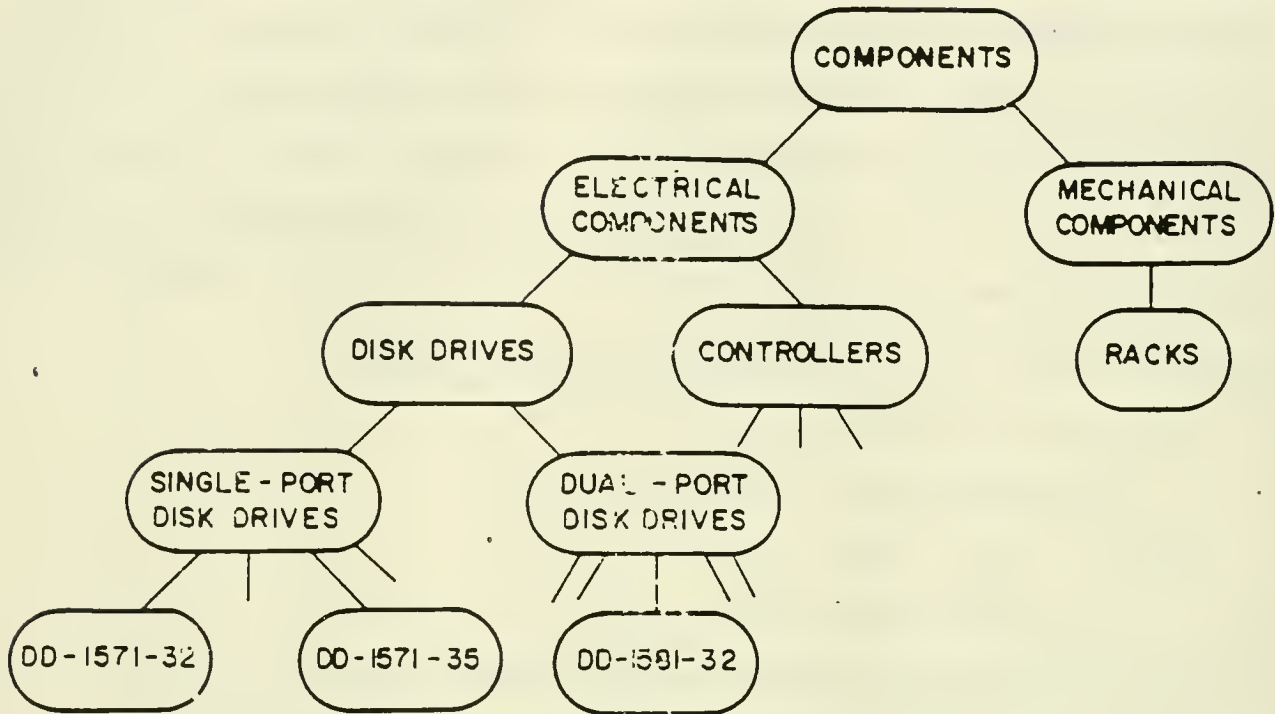 COMPONENTS
ELECTRICAL
COMPONENTS
MECHANICAL
COMPONENTS
DISK DRIVES
CONTROLLERS
RACKS
SINGLE-PORT
DISK DRIVES
DUAL-PORT
DISK DRIVES
DD-1571-32
DD-1571-35
DD-1581-32